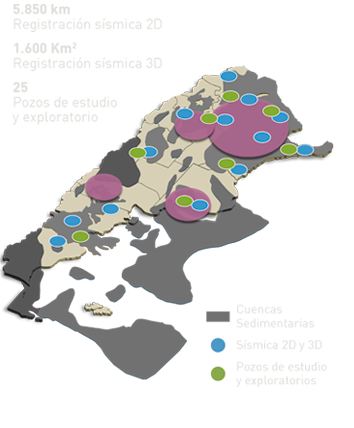 5.850 km
Registración sísmica 2D
1.600 Km²
Registración sísmica 3D
25
Pozos de estudio
y exploratorio
Cuencas
Sedimentarias
Sísmica 2D y 3D
Pozos de estudio
y exploratorios